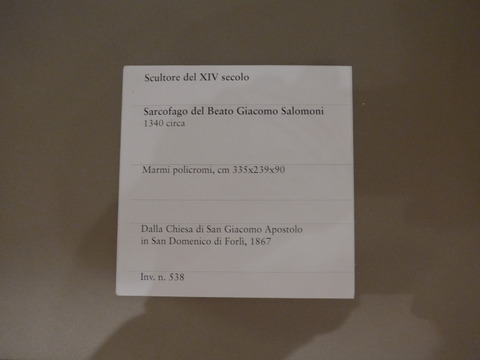 Scultore del XIV secolo
Sarcofago del Beato Giacomo Salomoni
1340 circa
Marmi policromi, cm 335x239x90
Dalla Chiesa di San Giacomo Apostolo
in San Domenico di Forlì, 1867
Inv. n. 538